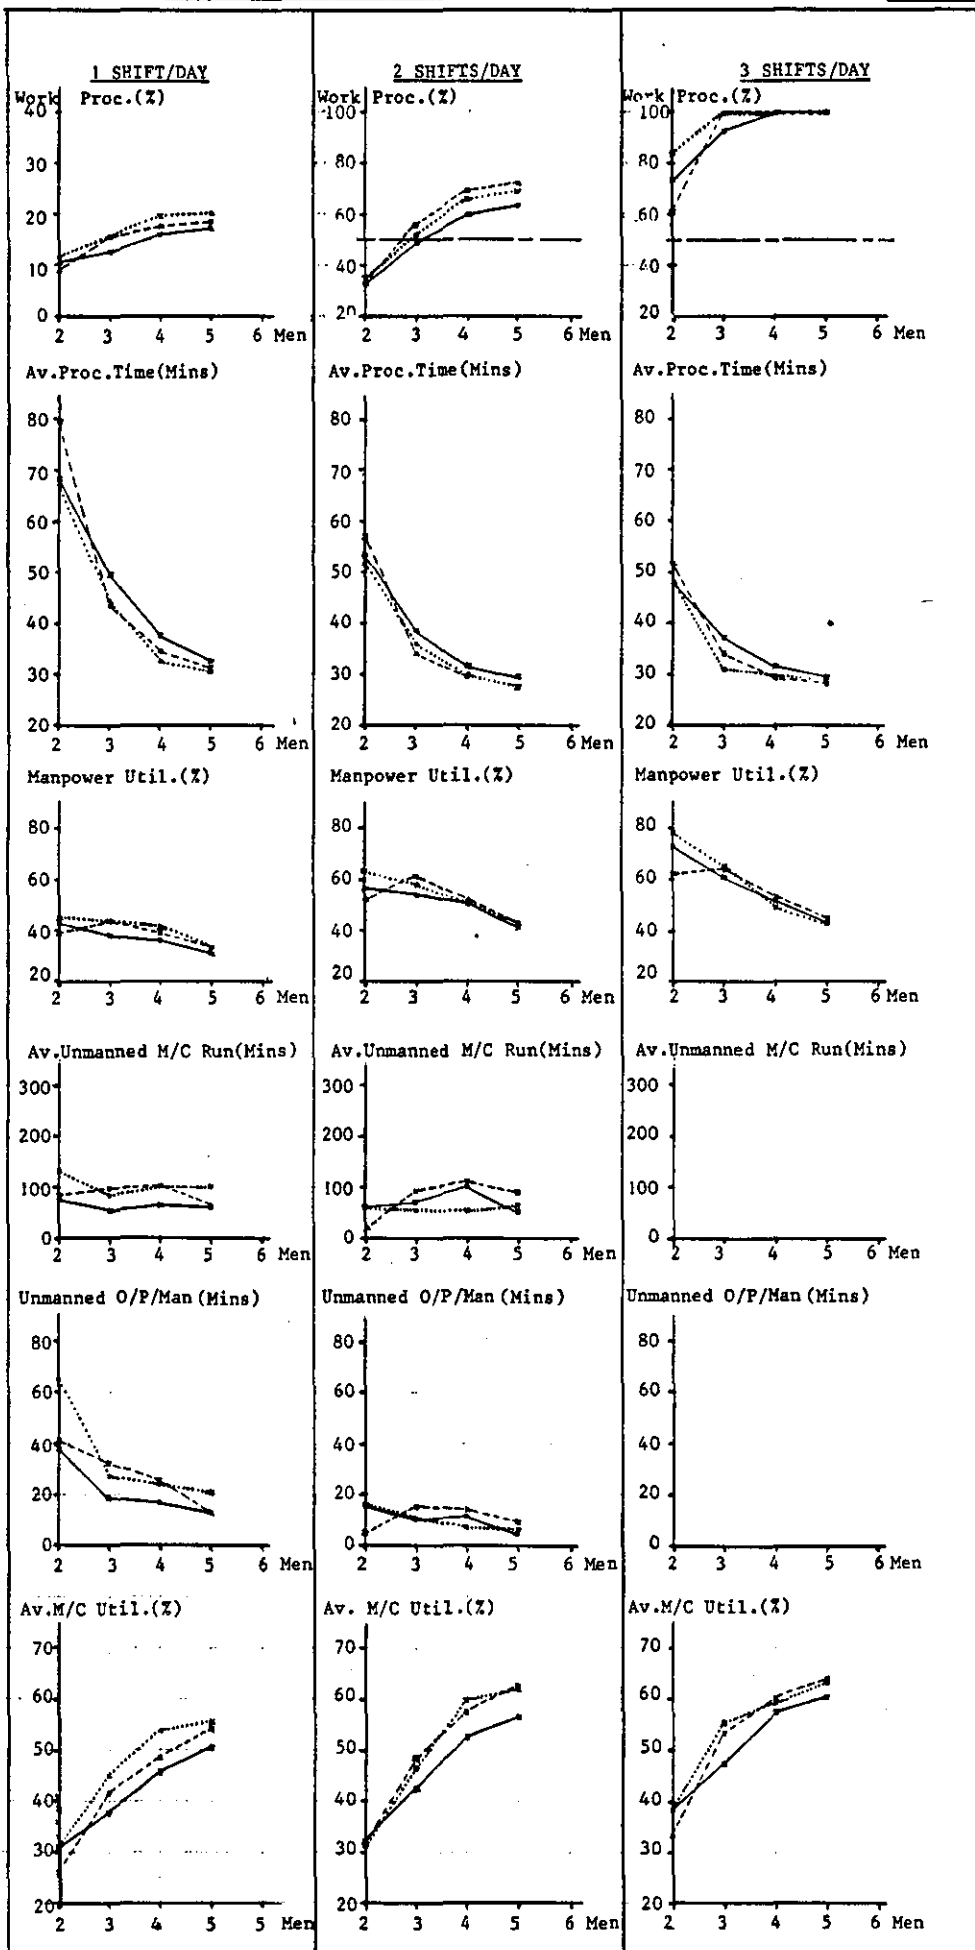 1 SHIFT/DAY
Work Proc.(%)
40
30
20
10
0
2 3 4 5 6 Men
Av.Proc.Time(Mins)
80
70
60
50
40
30
20
2 3 4 5 6 Men
Manpower Util.(%)
80
60
40
20
2 3 4 5 6 Men
Av.Unmanned M/C Run(Mins)
300
200
100
0
2 3 4 5 6 Men
Unmanned O/P/Man (Mins)
80
60
40
20
0
2 3 4 5 6 Men
Av.M/C Util.(%)
70
60
50
40
30
20
2 3 4 5 5 Men
2 SHIFTS/DAY
Work Proc.(%)
100
80
60
40
20
2 3 4 5 6 Men
Av.Proc.Time(Mins)
80
70
60
50
40
30
20
2 3 4 5 6 Men
Manpower Util.(%)
80
60
40
20
2 3 4 5 6 Men
Av.Unmanned M/C Run(Mins)
300
200
100
0
2 3 4 5 6 Men
Unmanned O/P/Man (Mins)
80
60
40
20
0
2 3 4 5 6 Men
Av. M/C Util.(%)
70
60
50
40
30
20
2 3 4 5 6 Men
3 SHIFTS/DAY
Work Proc.(%)
100
80
60
40
20
2 3 4 5 6 Men
Av.Proc.Time(Mins)
80
70
60
50
40
30
20
2 3 4 5 6 Men
Manpower Util.(%)
80
60
40
20
2 3 4 5 6 Men
Av.Unmanned M/C Run(Mins)
300
200
100
0
2 3 4 5 6 Men
Unmanned O/P/Man (Mins)
80
60
40
20
0
2 3 4 5 6 Men
Av.M/C Util.(%)
70
60
50
40
30
20
2 3 4 5 6 Men